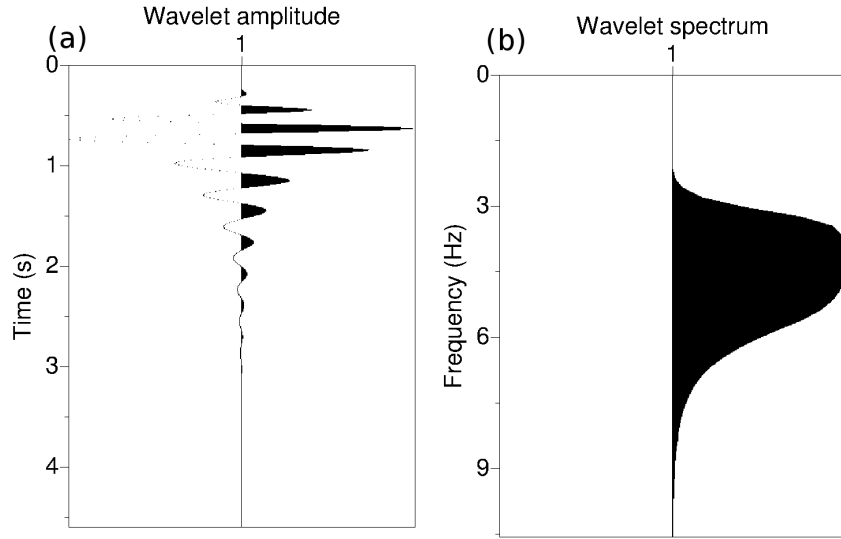 (a)
Wavelet amplitude
1
0
1
2
3
4
Time (s)
(b)
Wavelet spectrum
1
0
3
6
9
Frequency (Hz)